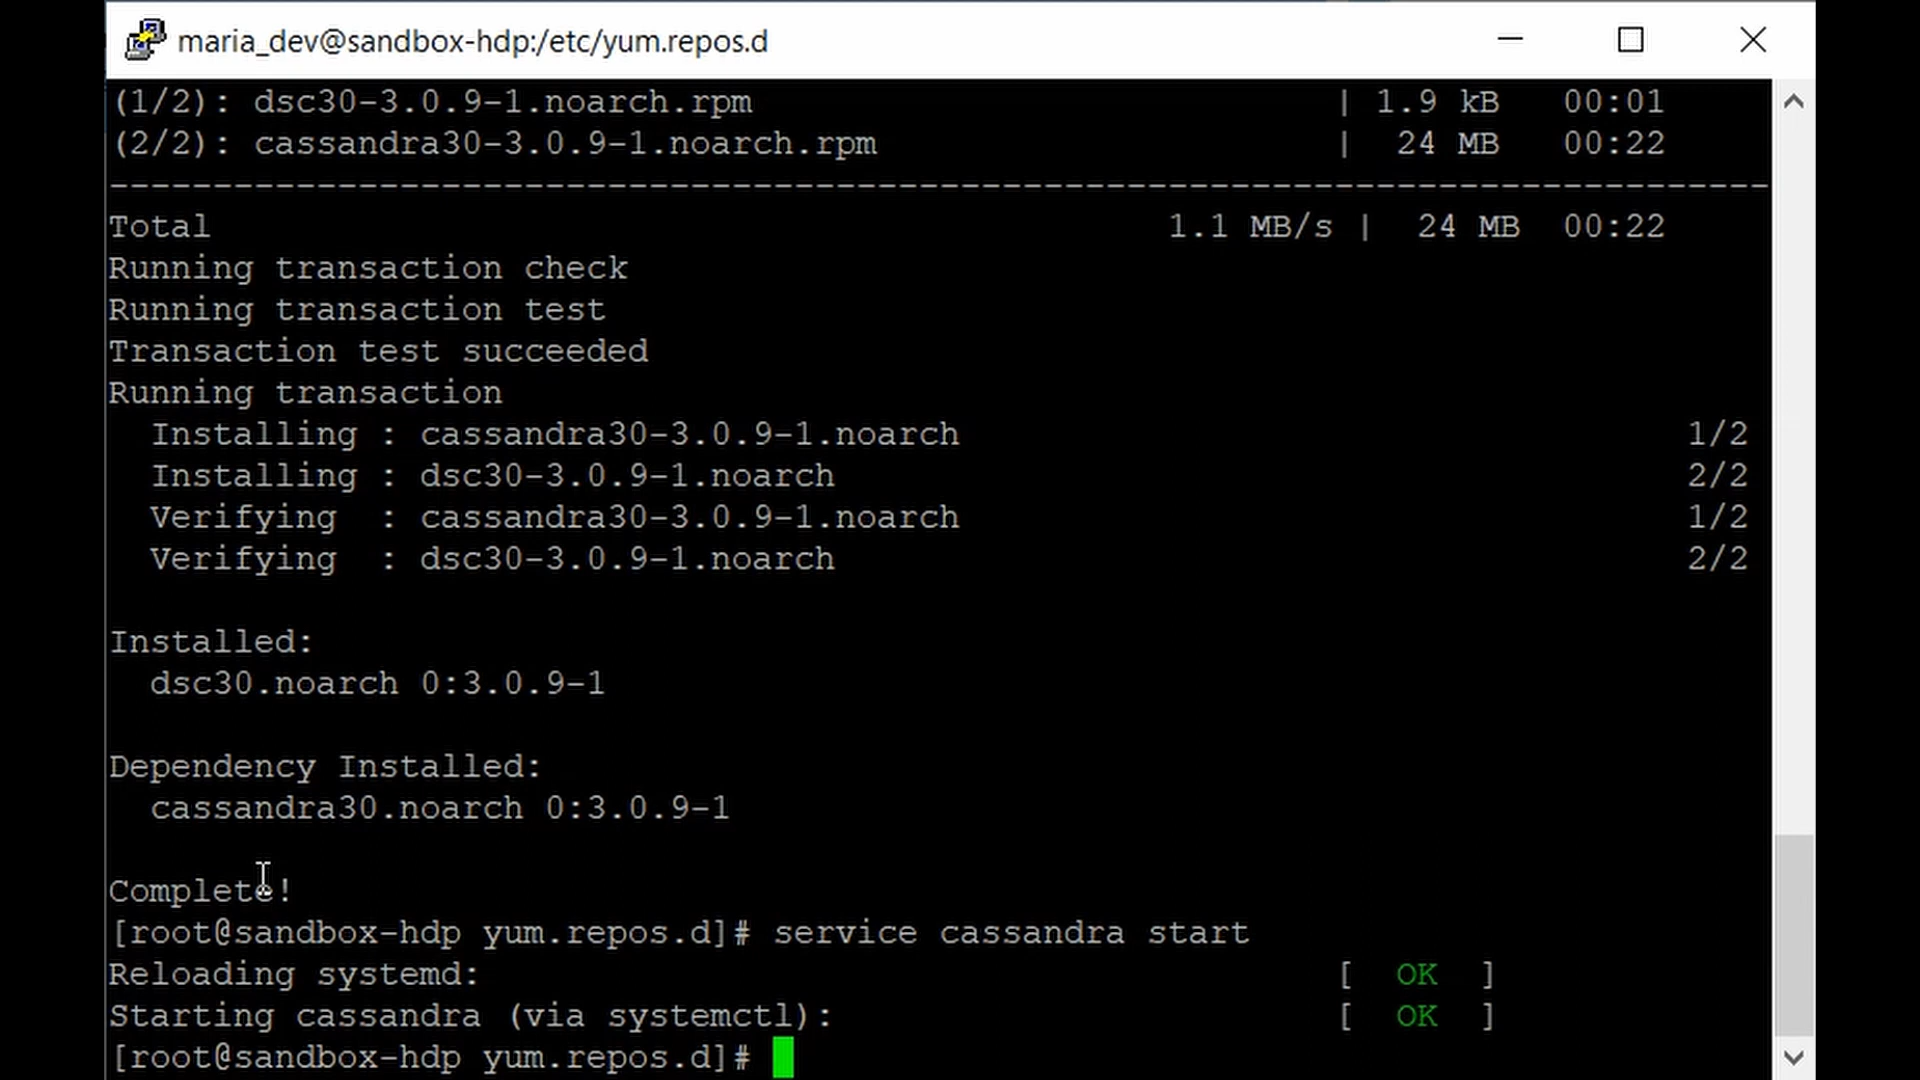 maria_dev@sandbox-hdp:/etc/yum.repos.d
(1/2): dsc30-3.0.9-1.noarch.rpm | 1.9 kB 00:01
(2/2): cassandra30-3.0.9-1.noarch.rpm | 24 MB 00:22
--------------------------------------------------------------------------------
Total 1.1 MB/s | 24 MB 00:22
Running transaction check
Running transaction test
Transaction test succeeded
Running transaction
Installing : cassandra30-3.0.9-1.noarch 1/2
Installing : dsc30-3.0.9-1.noarch 2/2
Verifying : cassandra30-3.0.9-1.noarch 1/2
Verifying : dsc30-3.0.9-1.noarch 2/2
Installed:
dsc30.noarch 0:3.0.9-1
Dependency Installed:
cassandra30.noarch 0:3.0.9-1
Complete!
[root@sandbox-hdp yum.repos.d]# service cassandra start
Reloading systemd: [ OK ]
Starting cassandra (via systemctl): [ OK ]
[root@sandbox-hdp yum.repos.d]#